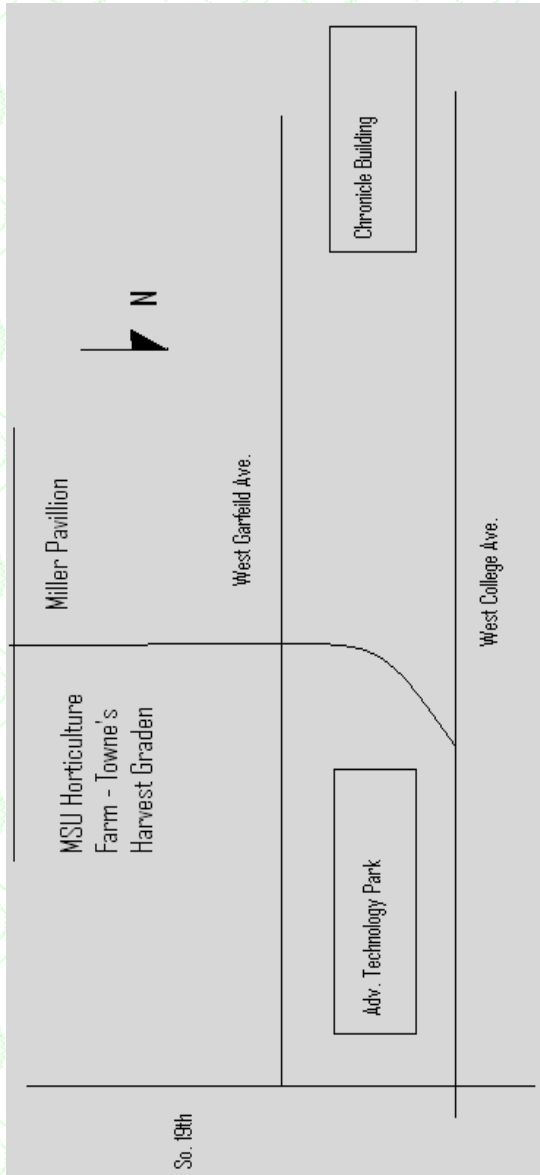 Chronicle Building
N
Miller Pavillion
West Garfeild Ave.
West College Ave.
MSU Horticulture
Farm - Towne's
Harvest Graden
Adv. Technology Park
So. 19th